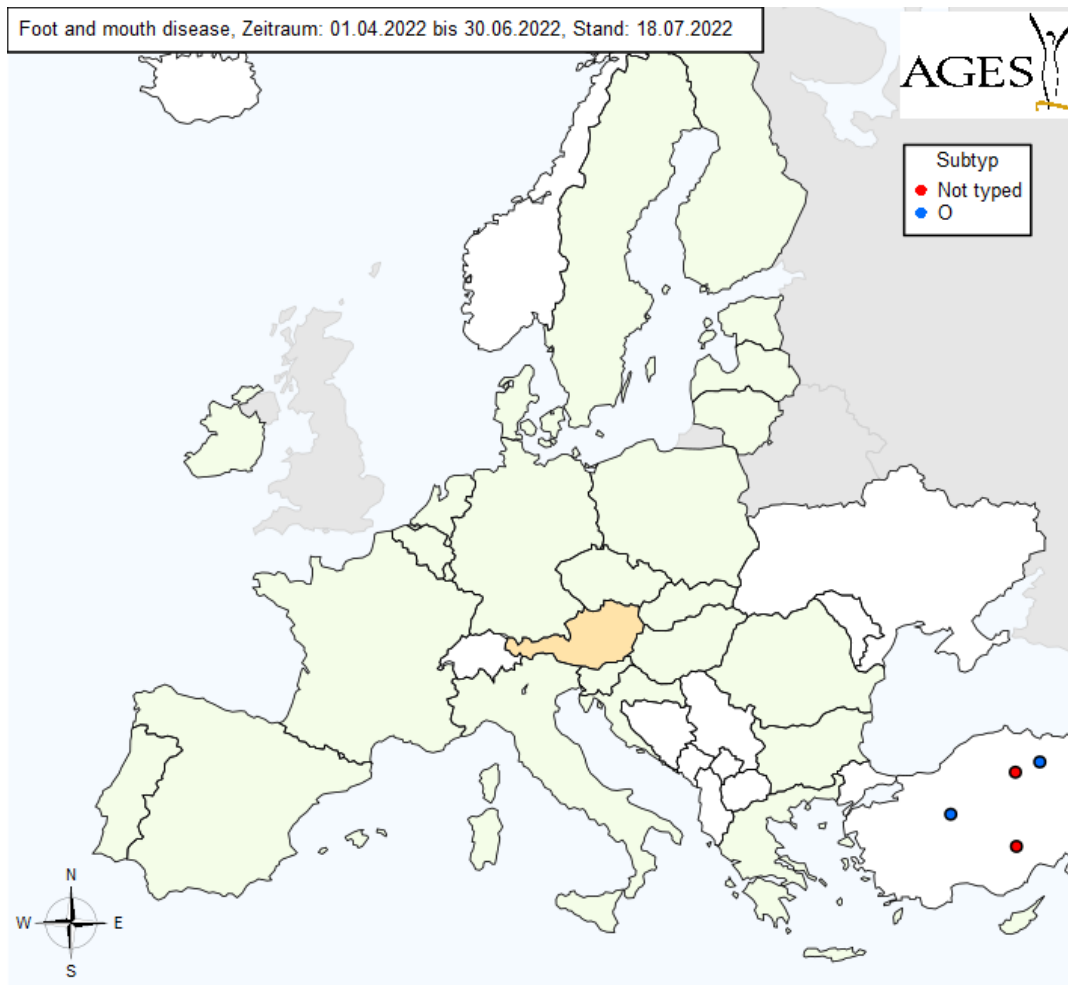 Foot and mouth disease, Zeitraum: 01.04.2022 bis 30.06.2022, Stand: 18.07.2022
AGES
Subtyp
Not typed
O
N
W E
S